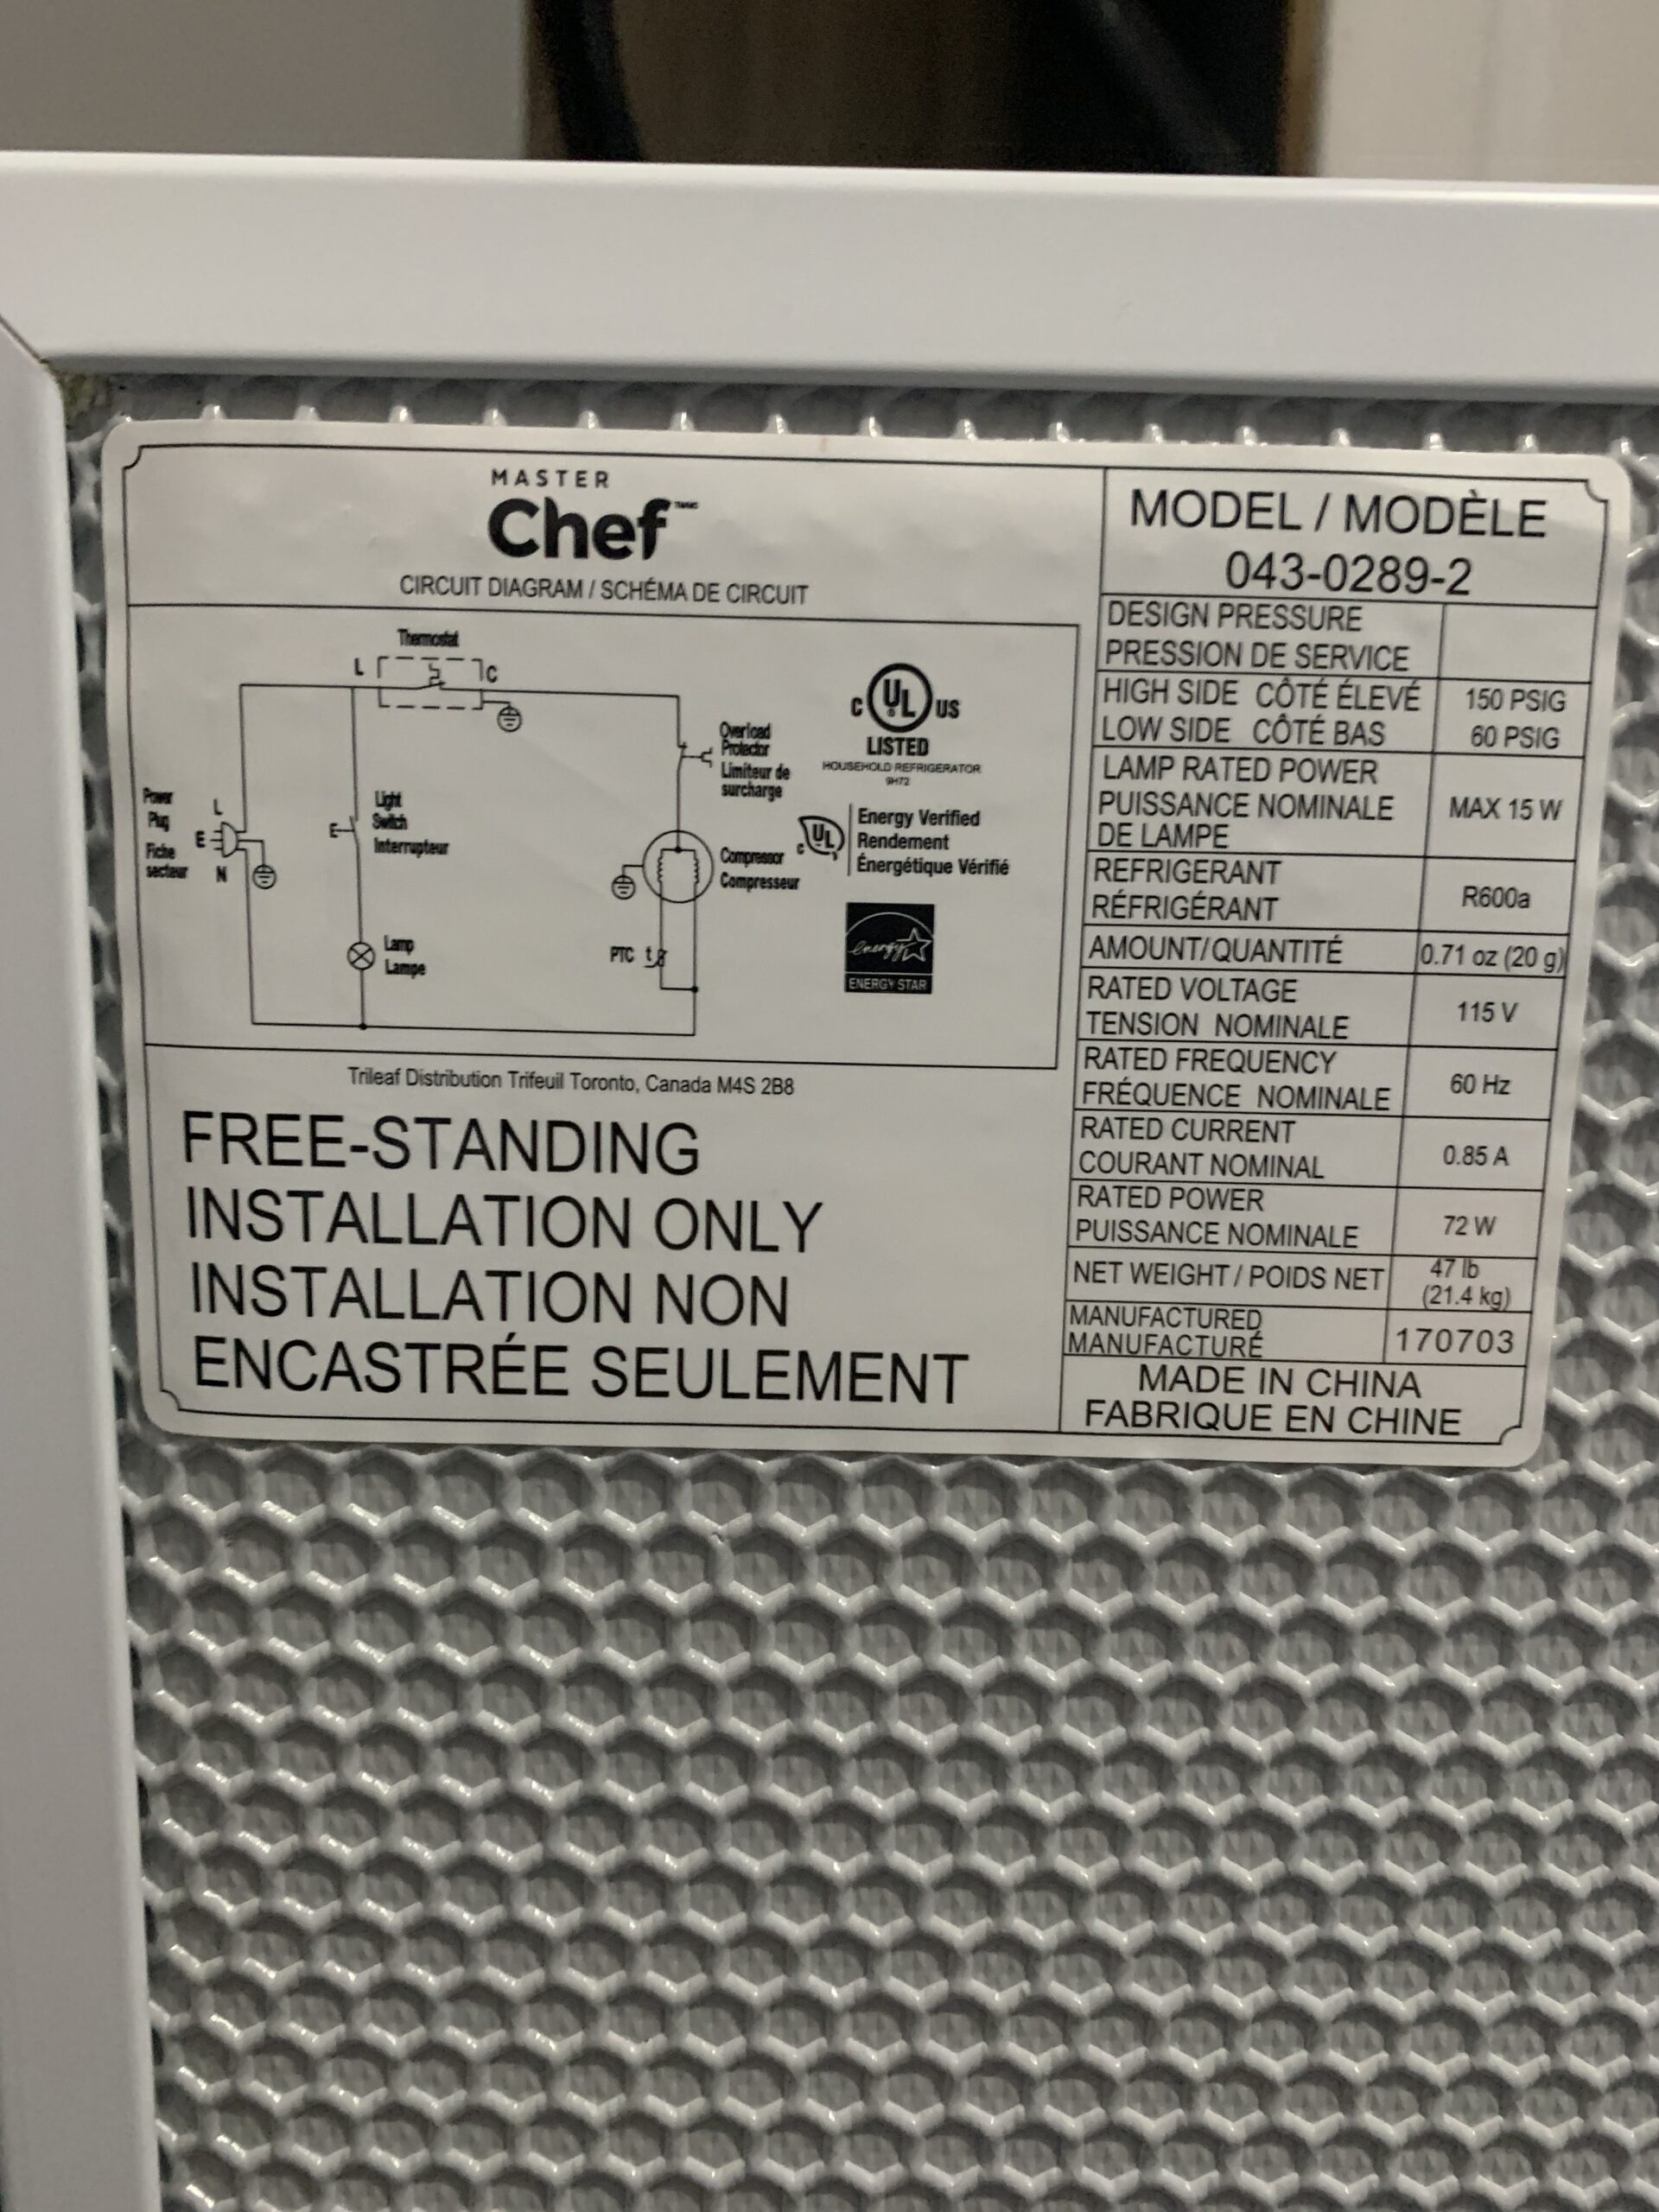 MASTER
Chef
CIRCUIT DIAGRAM / SCHÉMA DE CIRCUIT
Thermostat
L
C
Overload
Protector
Limiteur de
surcharge
Power
Plug
Fiche
secteur
L
E
N
E
Light
Switch
Interrupteur
Compressor
Compresseur
PTC t
Lamp
Lampe
C UL US
LISTED
HOUSEHOLD REFRIGERATOR
9H72
c UL
Energy Verified
Rendement
Énergétique Vérifié
energy
ENERGY STAR
Trileaf Distribution Trifeuil Toronto, Canada M4S 2B8
FREE-STANDING
INSTALLATION ONLY
INSTALLATION NON
ENCASTRÉE SEULEMENT
MODEL / MODÈLE
043-0289-2
DESIGN PRESSURE
PRESSION DE SERVICE
HIGH SIDE CÔTÉ ÉLEVÉ 150 PSIG
LOW SIDE CÔTÉ BAS 60 PSIG
LAMP RATED POWER
PUISSANCE NOMINALE MAX 15 W
DE LAMPE
REFRIGERANT
RÉFRIGÉRANT
R600a
AMOUNT/QUANTITÉ 0.71 oz (20 g)
RATED VOLTAGE
TENSION NOMINALE
115 V
RATED FREQUENCY
FRÉQUENCE NOMINALE
60 Hz
RATED CURRENT
COURANT NOMINAL
0.85 A
RATED POWER
PUISSANCE NOMINALE
72 W
NET WEIGHT / POIDS NET
47 lb
(21.4 kg)
MANUFACTURED
MANUFACTURÉ
170703
MADE IN CHINA
FABRIQUE EN CHINE